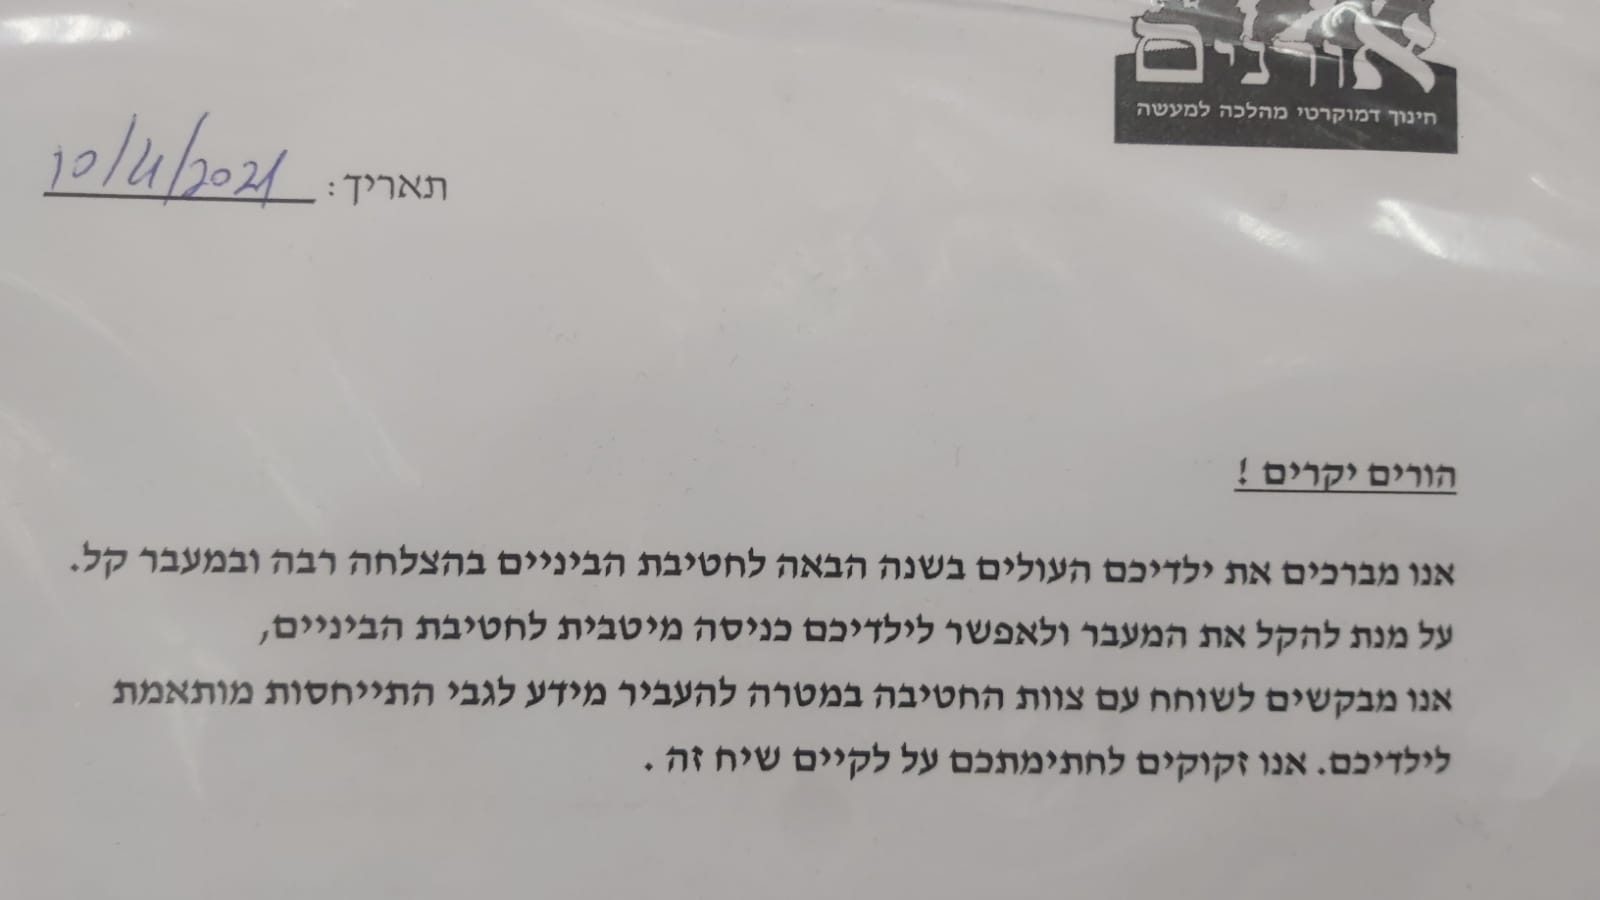 אורנים
חינוך דמוקרטי מהלכה למעשה
תאריך: 10/4/2021
הורים יקרים !
אנו מברכים את ילדיכם העולים בשנה הבאה לחטיבת הביניים בהצלחה רבה ובמעבר קל.
על מנת להקל את המעבר ולאפשר לילדיכם כניסה מיטבית לחטיבת הביניים,
אנו מבקשים לשוחח עם צוות החטיבה במטרה להעביר מידע לגבי התייחסות מותאמת
לילדיכם. אנו זקוקים לחתימתכם על לקיים שיח זה .